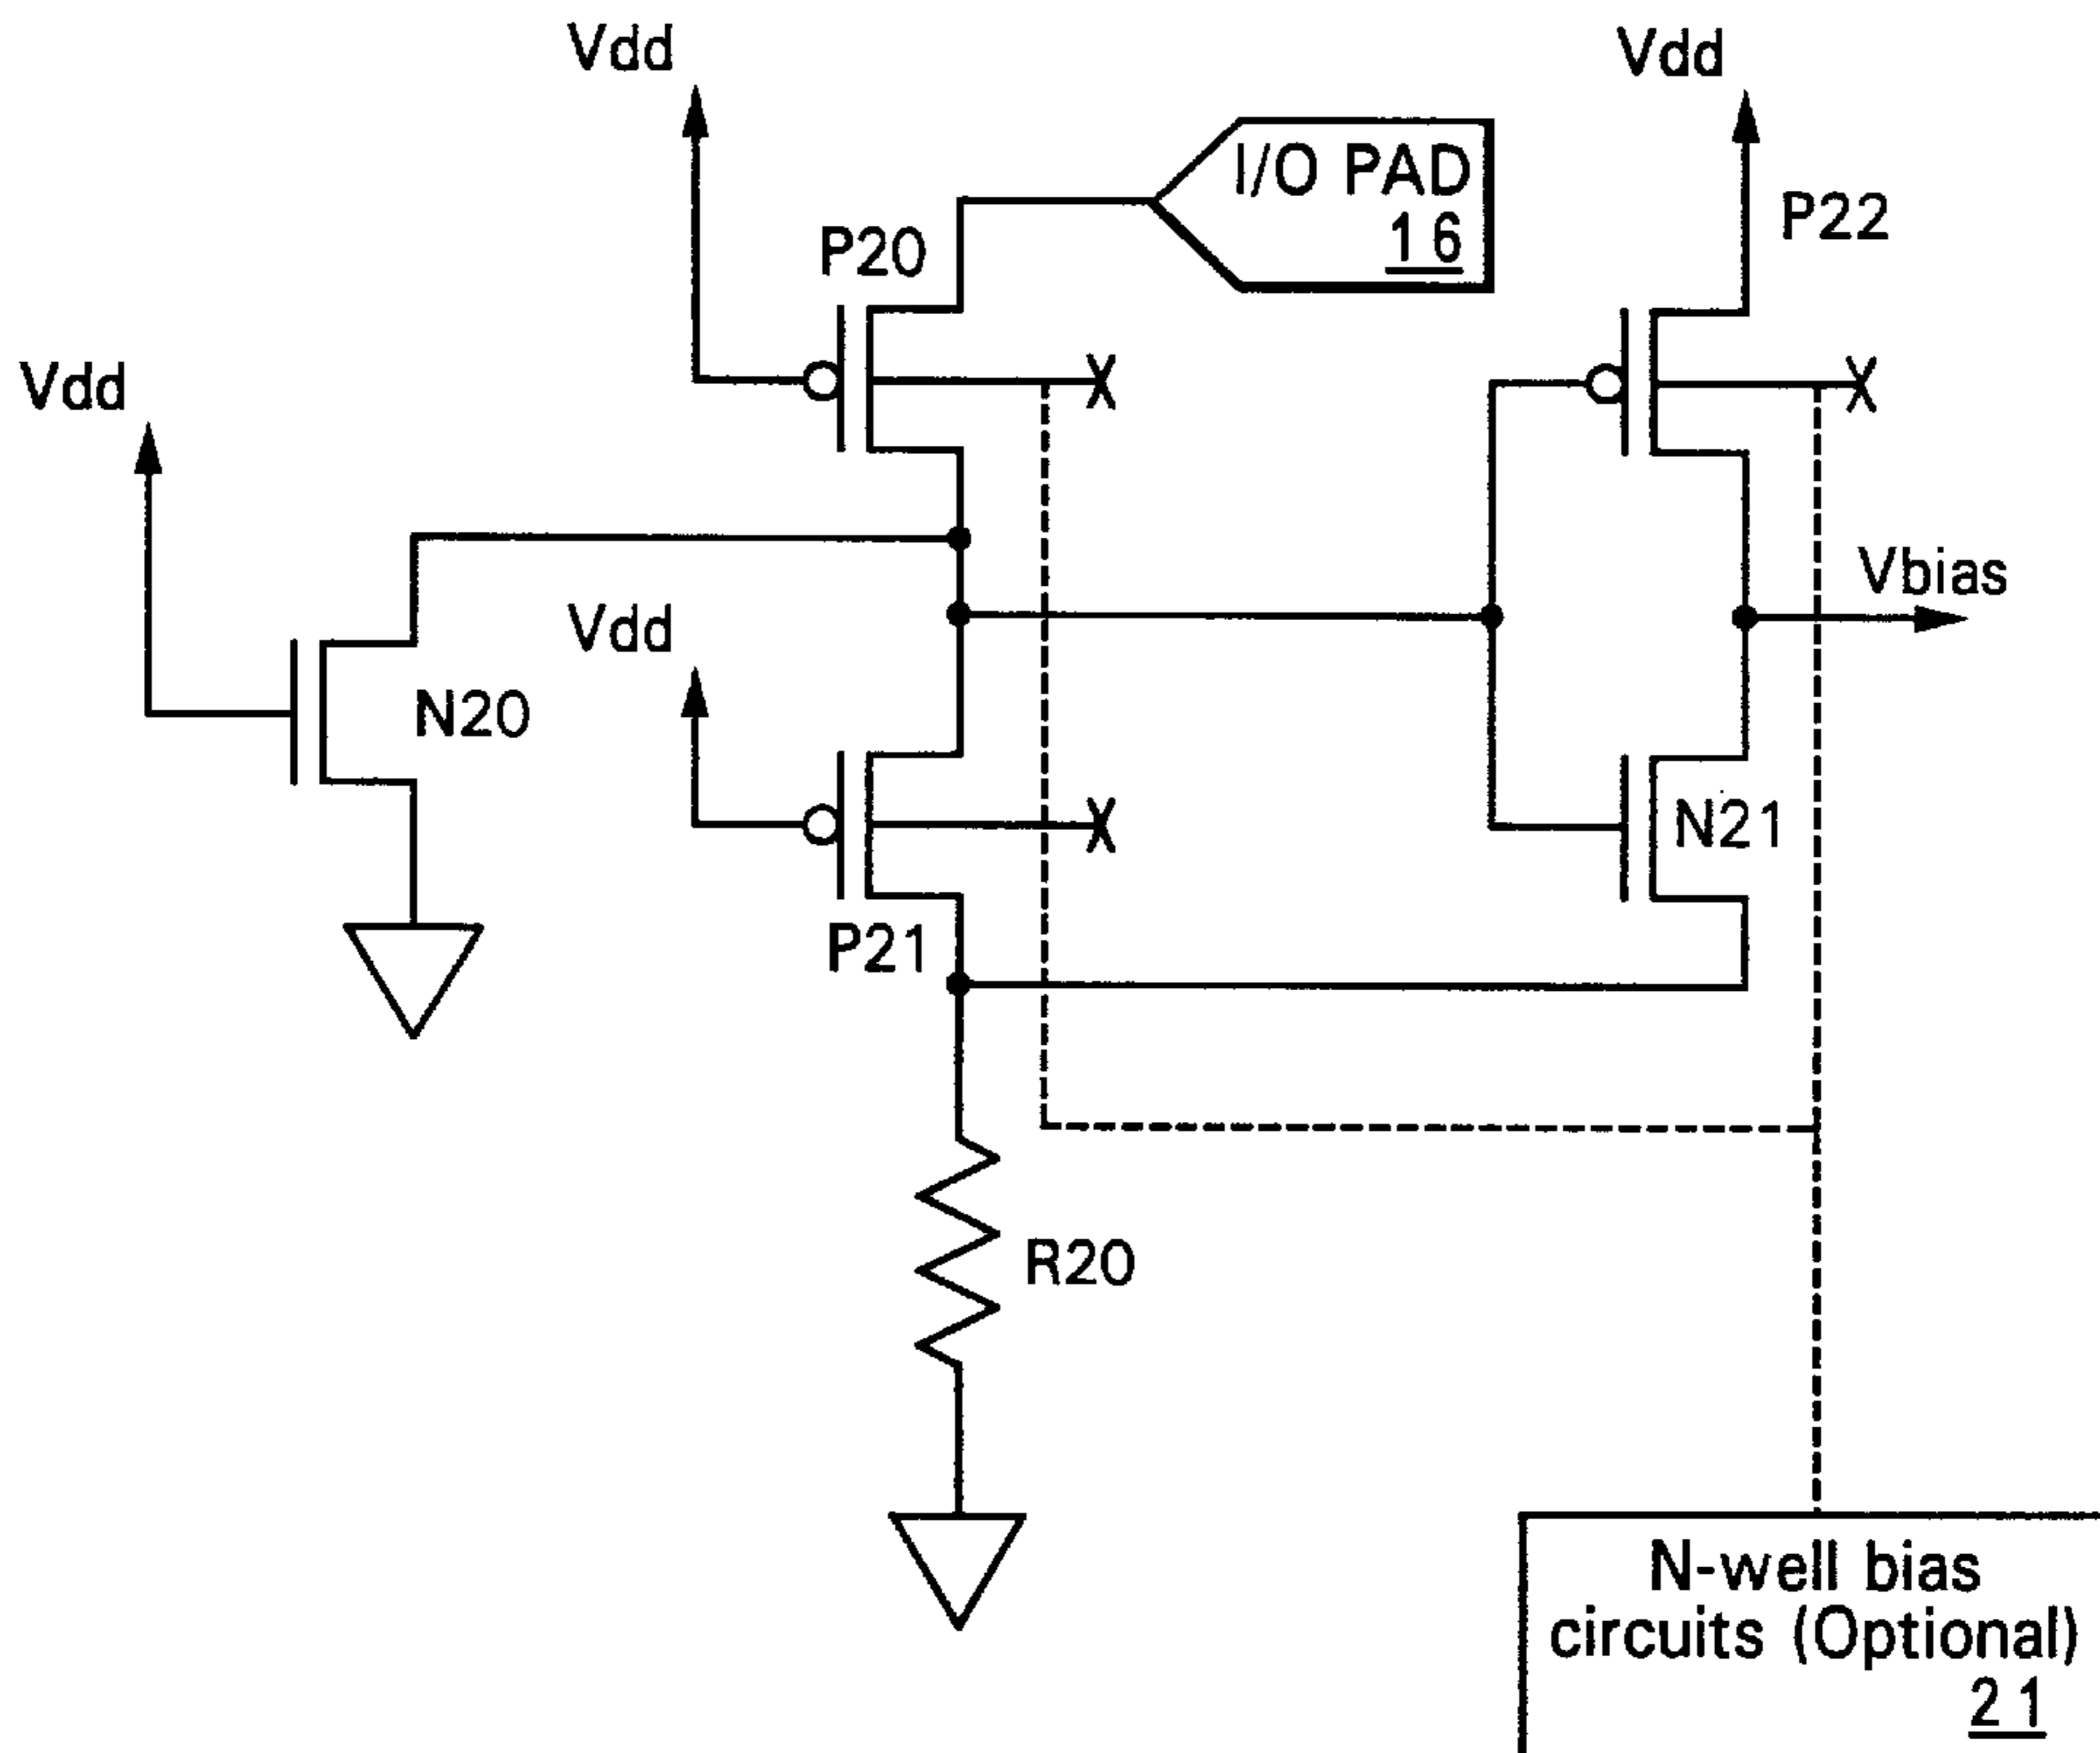 Vdd
Vdd
I/O PAD
16
P22
P20
X
X
Vdd
Vbias
Vdd
N20
X
N21
P21
R20
N-well bias
circuits (Optional)
21